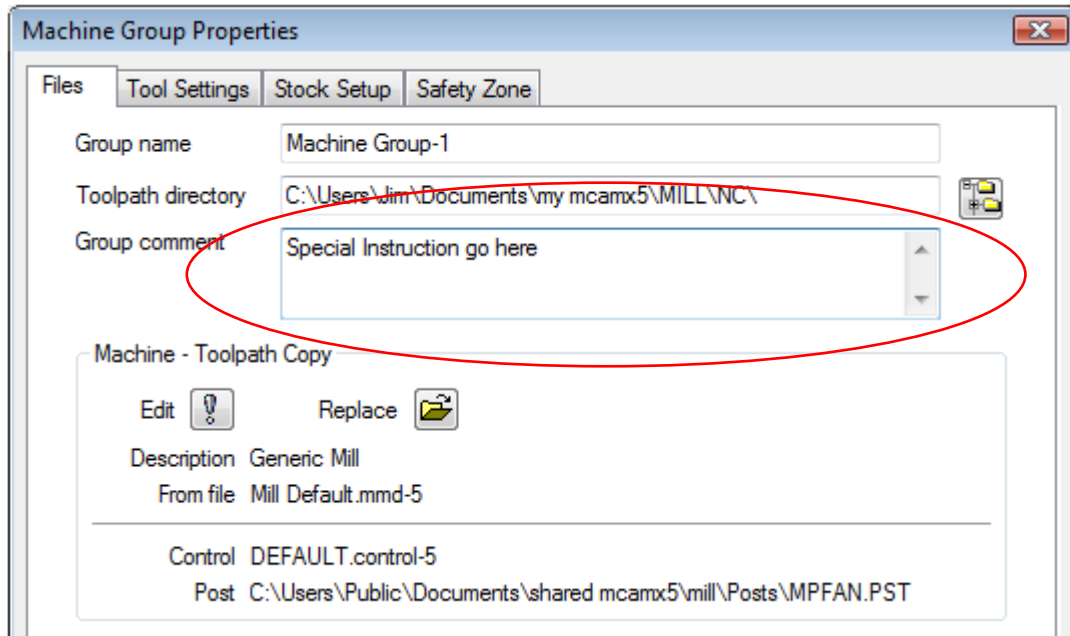 Machine Group Properties
Files Tool Settings Stock Setup Safety Zone
Group name Machine Group-1
Toolpath directory C:\Users\Jim\Documents\my mcamx5\MILL\NC\
Group comment Special Instruction go here
Machine - Toolpath Copy
Edit Replace
Description Generic Mill
From file Mill Default.mmd-5
Control DEFAULT.control-5
Post C:\Users\Public\Documents\shared mcamx5\mill\Posts\MPFAN.PST